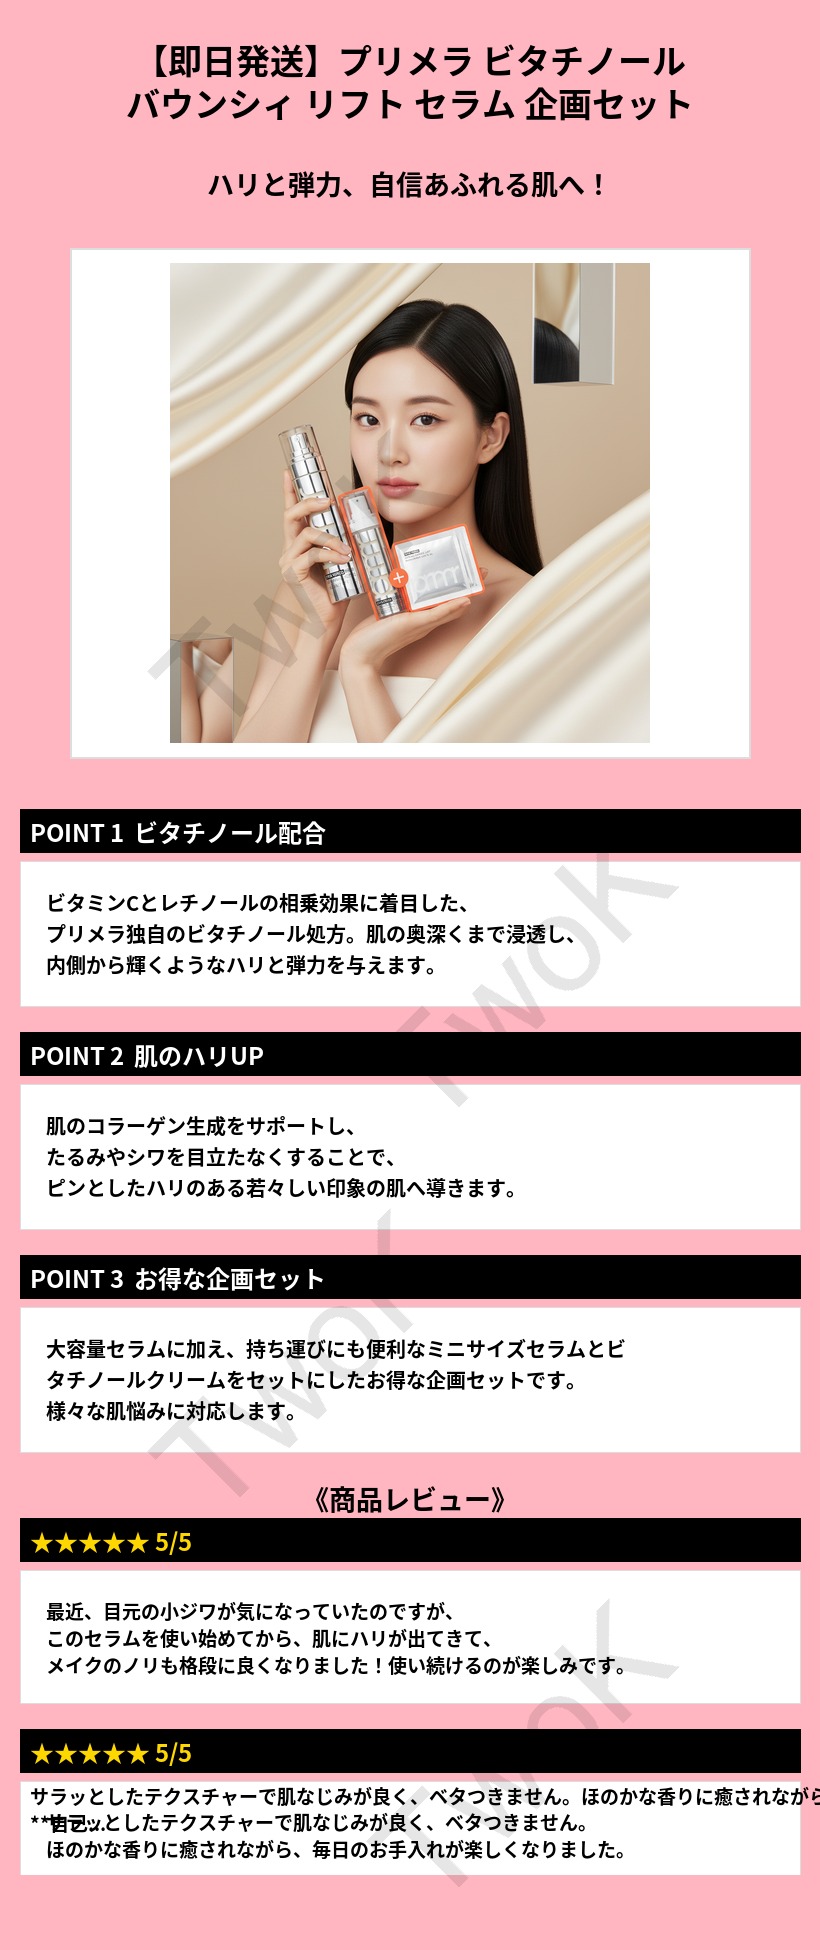 【即日発送】プリメラ ビタチノール
バウンシィ リフト セラム 企画セット
ハリと弾力、自信あふれる肌へ！
TwoK
POINT 1 ビタチノール配合
ビタミンCとレチノールの相乗効果に着目した、
プリメラ独自のビタチノール処方。肌の奥深くまで浸透し、
内側から輝くようなハリと弾力を与えます。
TwoK
POINT 2 肌のハリUP
肌のコラーゲン生成をサポートし、
たるみやシワを目立たなくすることで、
ピンとしたハリのある若々しい印象の肌へ導きます。
POINT 3 お得な企画セット
大容量セラムに加え、持ち運びにも便利なミニサイズセラムとビ
タチノールクリームをセットにしたお得な企画セットです。
様々な肌悩みに対応します。
TwoK
《商品レビュー》
★★★★★ 5/5
最近、目元の小ジワが気になっていたのですが、
このセラムを使い始めてから、肌にハリが出てきて、
メイクのノリも格段に良くなりました！使い続けるのが楽しみです。
★★★★★ 5/5
サラッとしたテクスチャーで肌なじみが良く、ベタつきません。ほのかな香りに癒されながら
サラッとしたテクスチャーで肌なじみが良く、ベタつきません。
ほのかな香りに癒されながら、毎日のお手入れが楽しくなりました。
TwoK